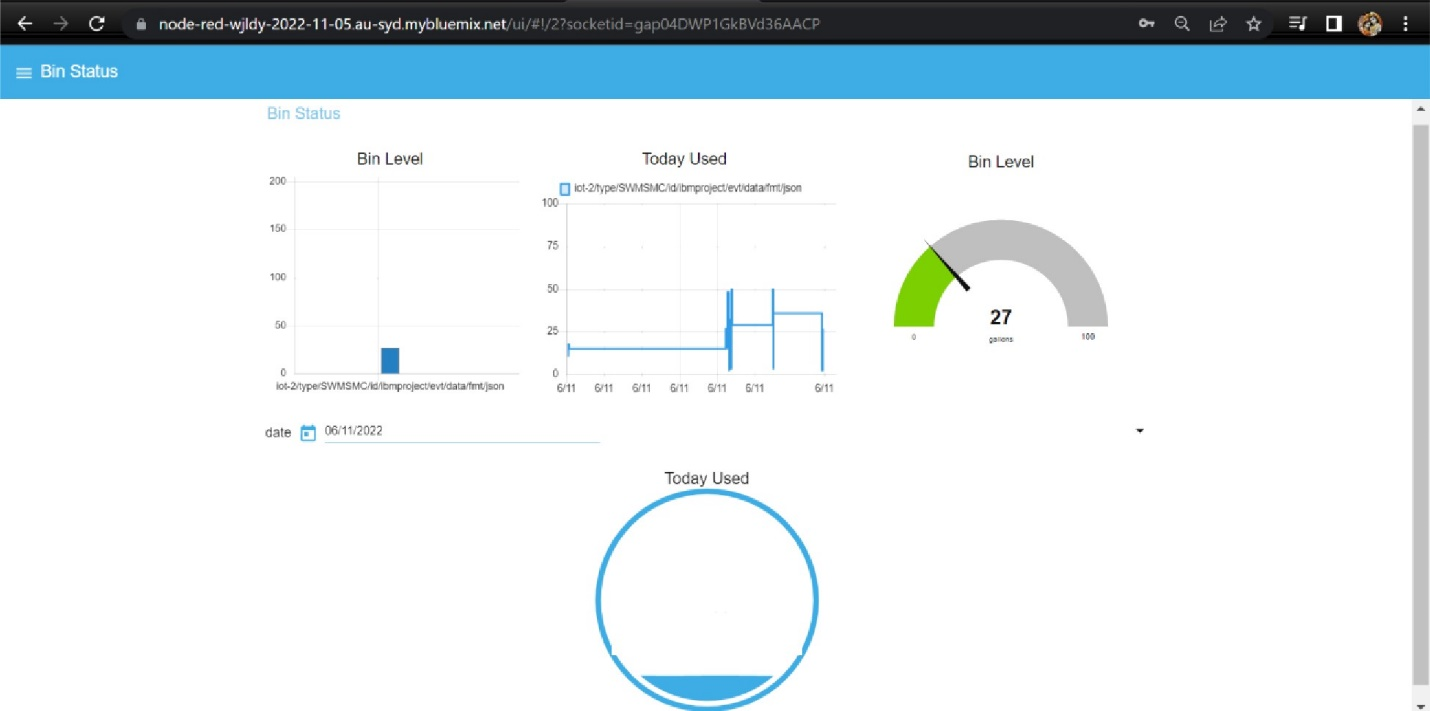 node-red-wjldy-2022-11-05.au-syd.mybluemix.net/ui/#!/2?socketid=gap04DWP1GkBVd36AACP
Bin Status
Bin Status
Bin Level
200
150
100
50
0
iot-2/type/SWMSMC/id/ibmproject/evt/data/fmt/json
Today Used
iot-2/type/SWMSMC/id/ibmproject/evt/data/fmt/json
100
75
50
25
0
6/11 6/11 6/11 6/11 6/11 6/11 6/11
Bin Level
27
gallons
0 100
date 06/11/2022
Today Used